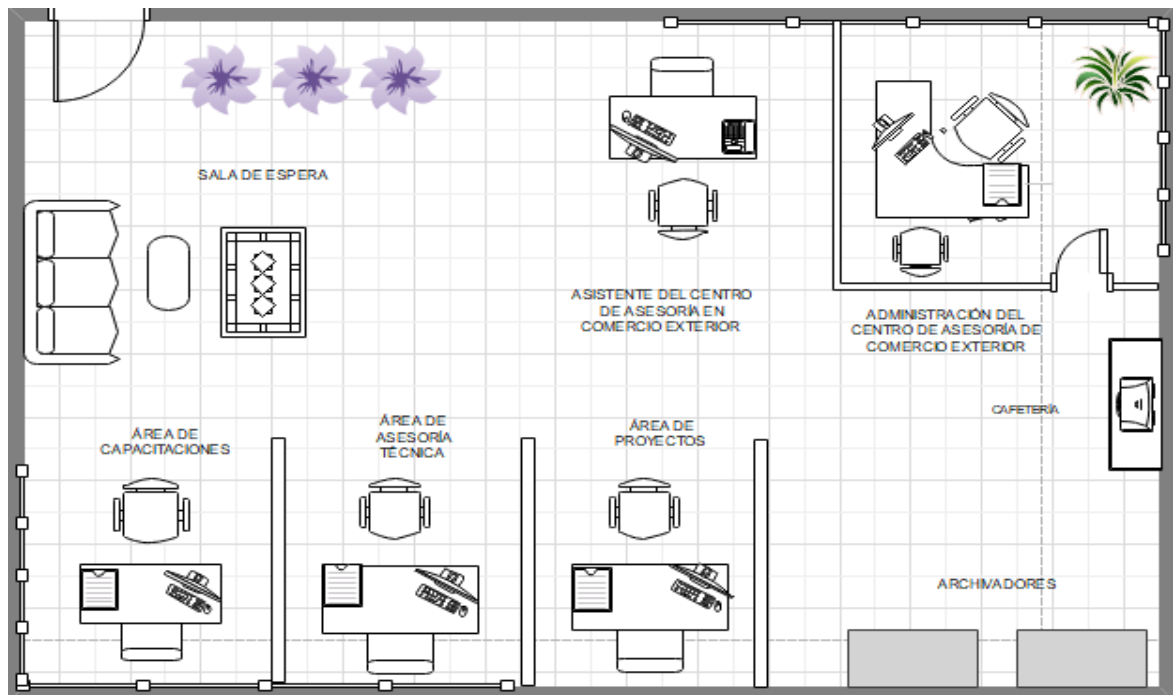 SALA DE ESPERA
ASISTENTE DEL CENTRO
DE ASESORÍA EN
COMERCIO EXTERIOR
ADMINISTRACIÓN DEL
CENTRO DE ASESORÍA DE
COMERCIO EXTERIOR
CAFETERÍA
ÁREA DE
CAPACITACIONES
ÁREA DE
ASESORÍA
TÉCNICA
ÁREA DE
PROYECTOS
ARCHIVADORES